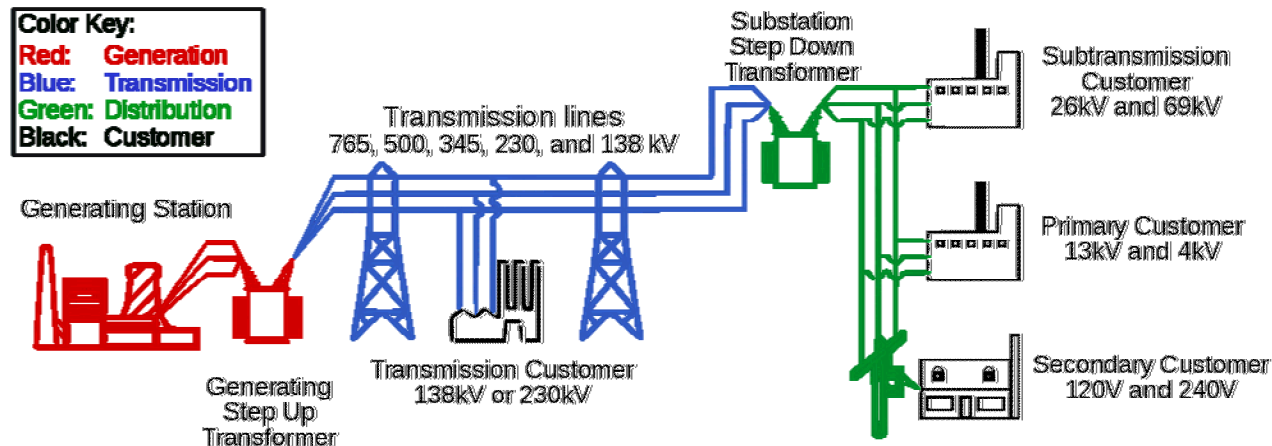 Color Key:
Red: Generation
Blue: Transmission
Green: Distribution
Black: Customer
Generating Station
Generating
Step Up
Transformer
Transmission lines
765, 500, 345, 230, and 138 kV
Transmission Customer
138kV or 230kV
Substation
Step Down
Transformer
Subtransmission
Customer
26kV and 69kV
Primary Customer
13kV and 4kV
Secondary Customer
120V and 240V